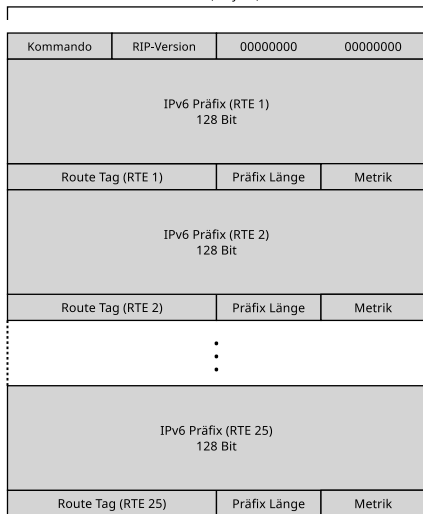 Kommando RIP-Version 00000000 00000000
IPv6 Präfix (RTE 1)
128 Bit
Route Tag (RTE 1) Präfix Länge Metrik
IPv6 Präfix (RTE 2)
128 Bit
Route Tag (RTE 2) Präfix Länge Metrik
IPv6 Präfix (RTE 25)
128 Bit
Route Tag (RTE 25) Präfix Länge Metrik